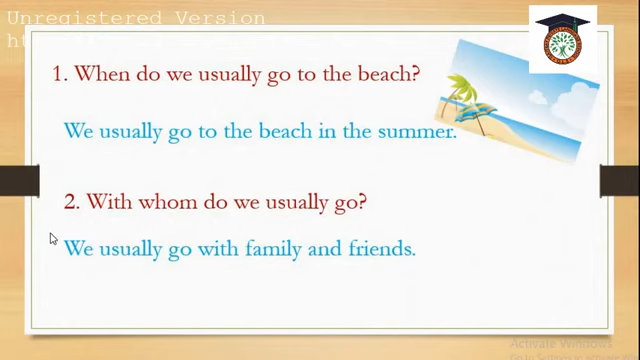 Unregistered Version
1. When do we usually go to the beach?
We usually go to the beach in the summer.
2. With whom do we usually go?
We usually go with family and friends.
Activate Windows